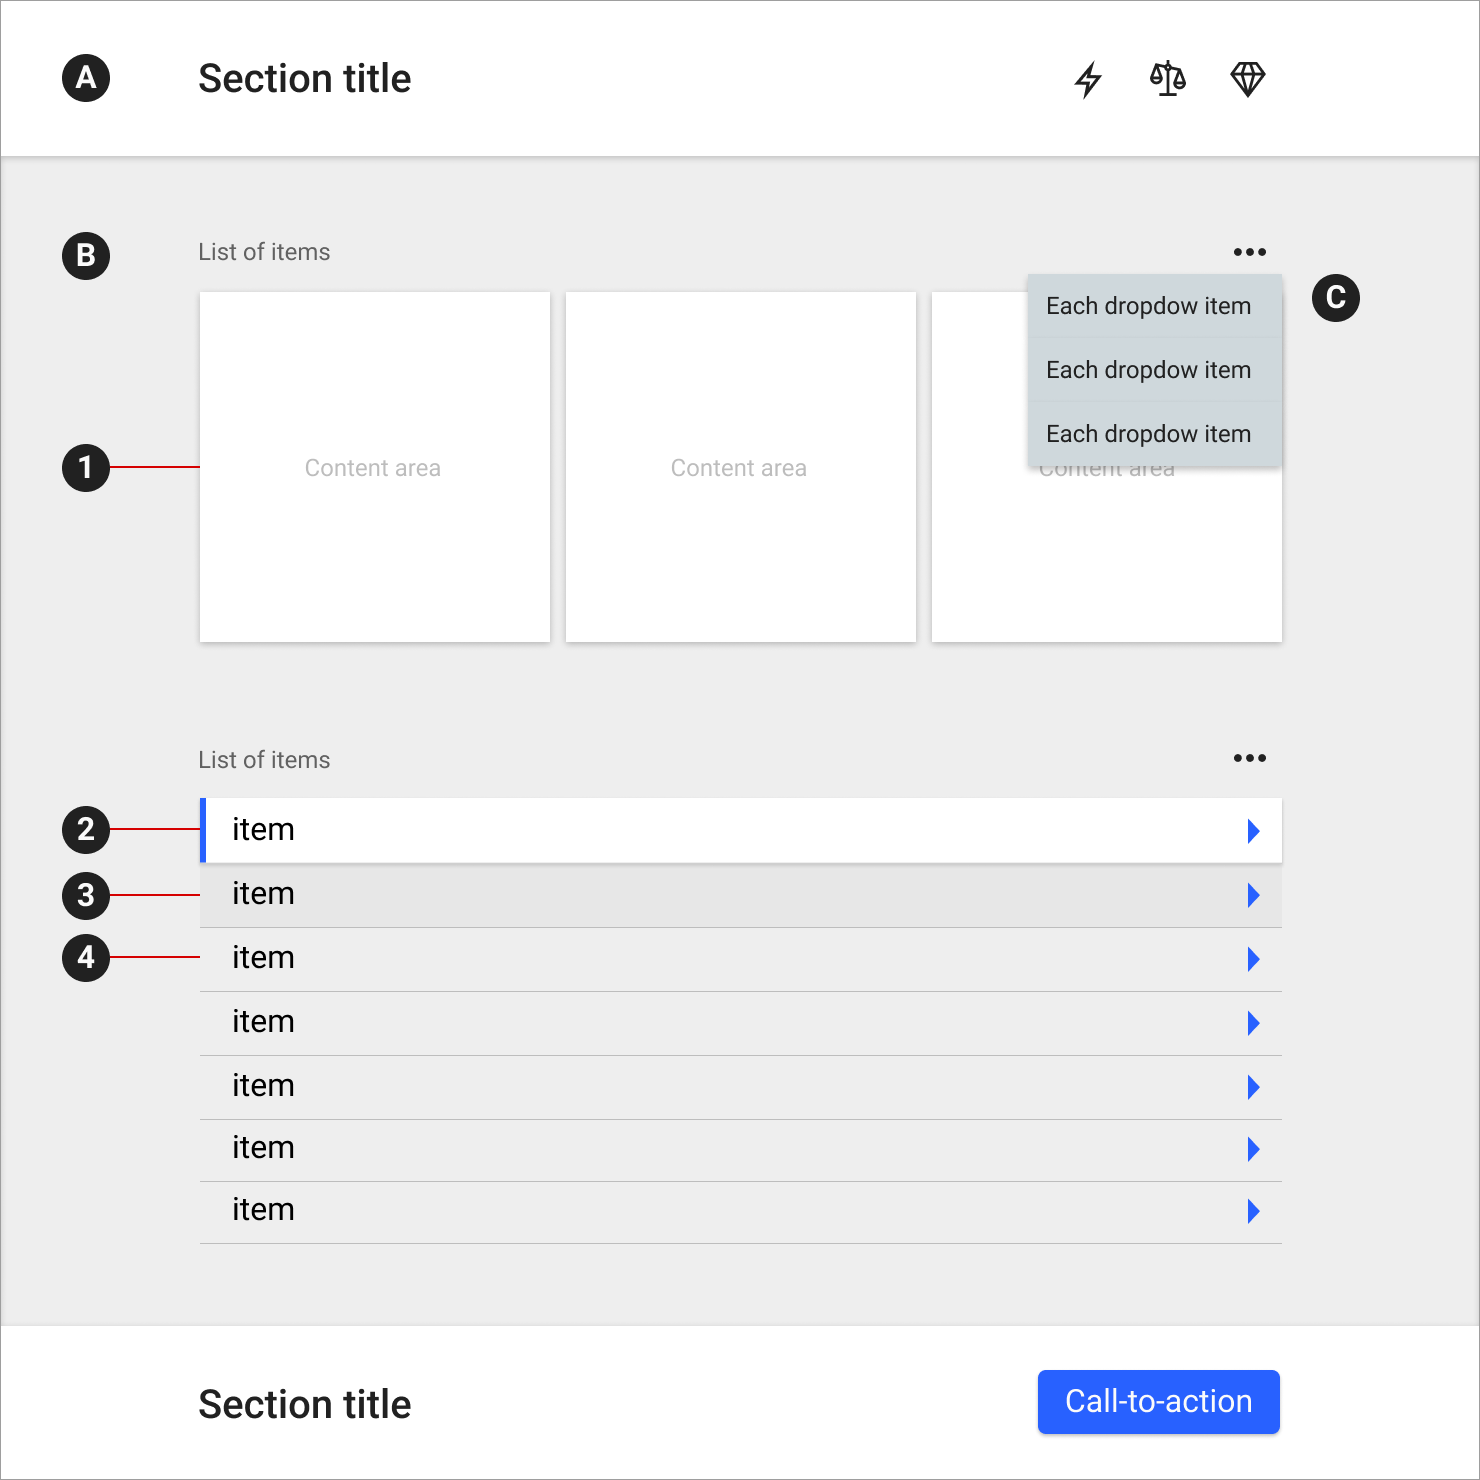 A
Section title
B
List of items
C
Each dropdow item
Each dropdow item
Each dropdow item
1
Content area
Content area
Content area
List of items
2
item
3
item
4
item
item
item
item
item
Section title
Call-to-action